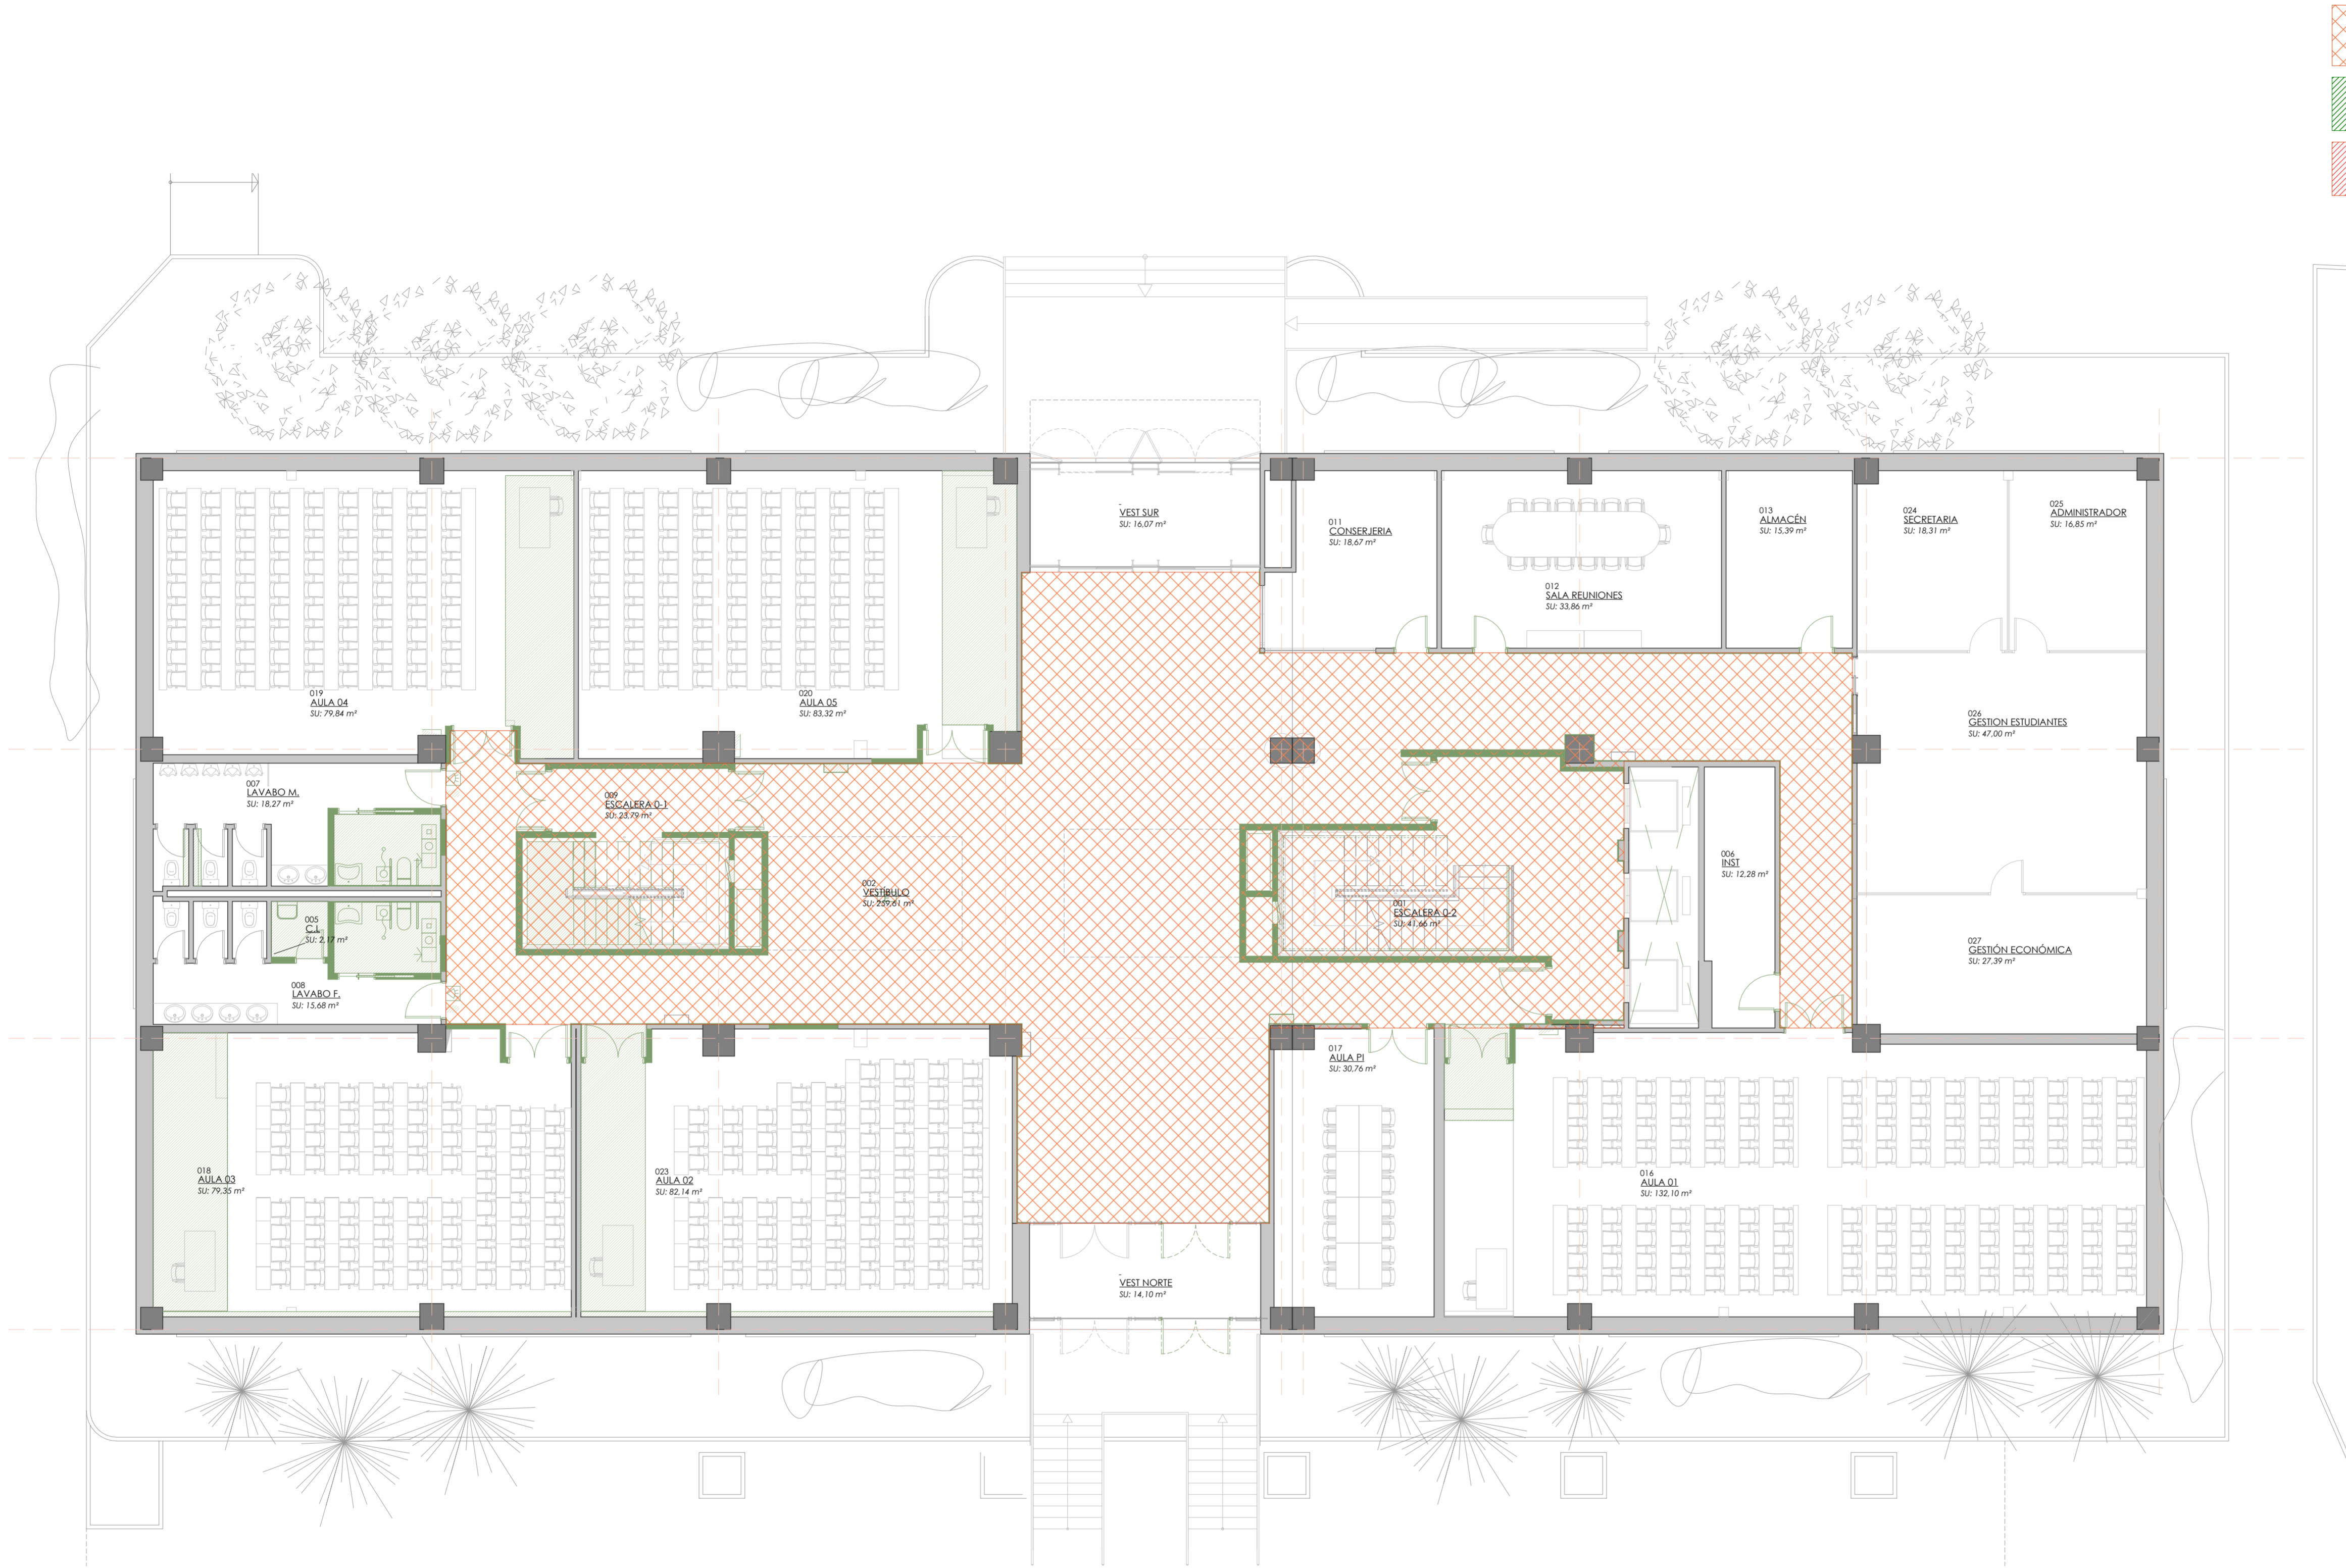 -
VEST SUR
SU: 16,07 m²
011
CONSERJERIA
SU: 18,67 m²
012
SALA REUNIONES
SU: 33,86 m²
013
ALMACÉN
SU: 15,39 m²
024
SECRETARIA
SU: 18,31 m²
025
ADMINISTRADOR
SU: 16,85 m²
019
AULA 04
SU: 79,84 m²
020
AULA 05
SU: 83,32 m²
026
GESTION ESTUDIANTES
SU: 47,00 m²
007
LAVABO M.
SU: 18,27 m²
009
ESCALERA 0-1
SU: 23,79 m²
002
VESTÍBULO
SU: 259,61 m²
006
INST
SU: 12,28 m²
001
ESCALERA 0-2
SU: 41,66 m²
005
C.I.
SU: 2,17 m²
027
GESTIÓN ECONÓMICA
SU: 27,39 m²
008
LAVABO F.
SU: 15,68 m²
017
AULA PI
SU: 30,76 m²
018
AULA 03
SU: 79,35 m²
023
AULA 02
SU: 82,14 m²
016
AULA 01
SU: 132,10 m²
-
VEST NORTE
SU: 14,10 m²